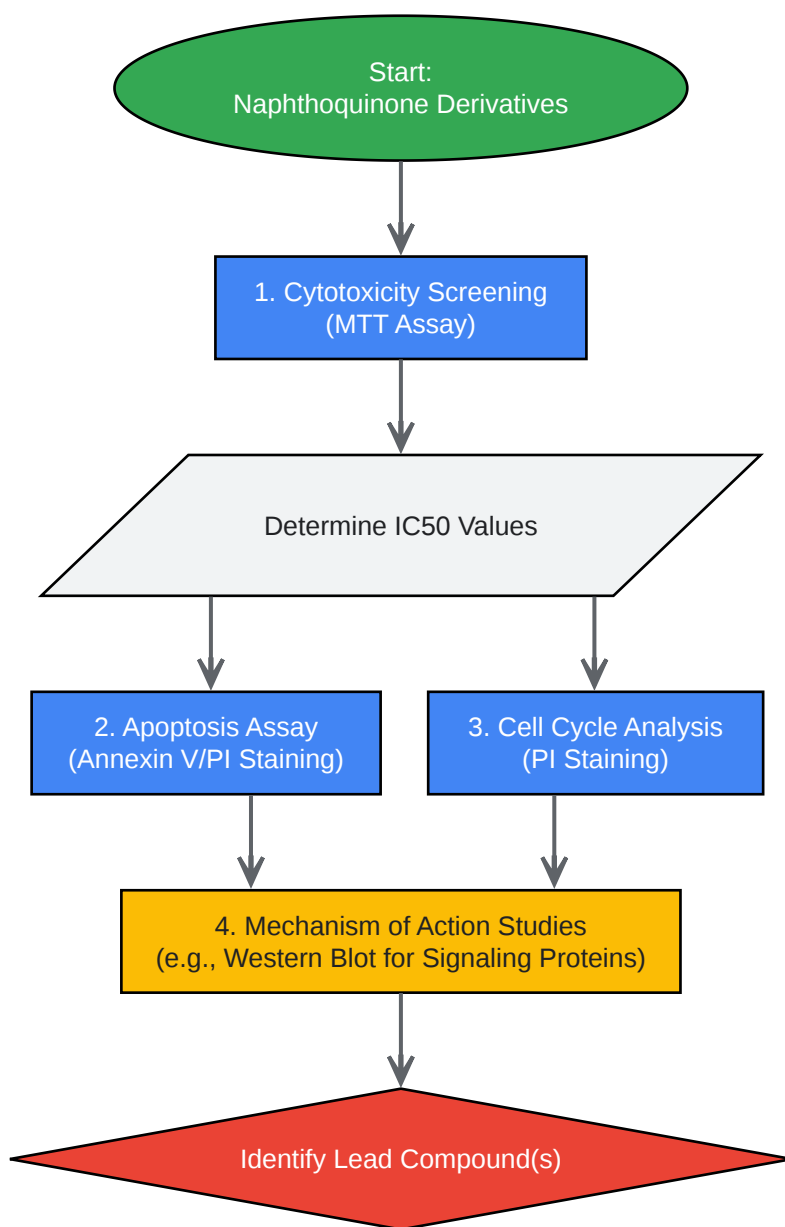 Start:
Naphthoquinone Derivatives
1. Cytotoxicity Screening
(MTT Assay)
Determine IC50 Values
2. Apoptosis Assay
(Annexin V/PI Staining)
3. Cell Cycle Analysis
(PI Staining)
4. Mechanism of Action Studies
(e.g., Western Blot for Signaling Proteins)
Identify Lead Compound(s)